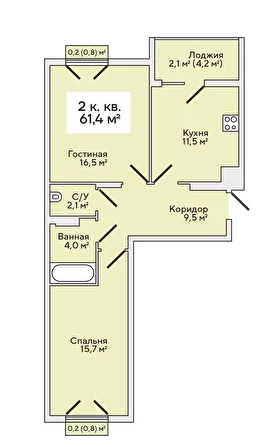 0,2 (0,8) м²
Лоджия
2,1 м² (4,2 м²)
2 к. кв.
61,4 м²
Кухня
11,5 м²
Гостиная
16,5 м²
С/У
2,1 м²
Коридор
9,5 м²
Ванная
4,0 м²
Спальня
15,7 м²
0,2 (0,8) м²